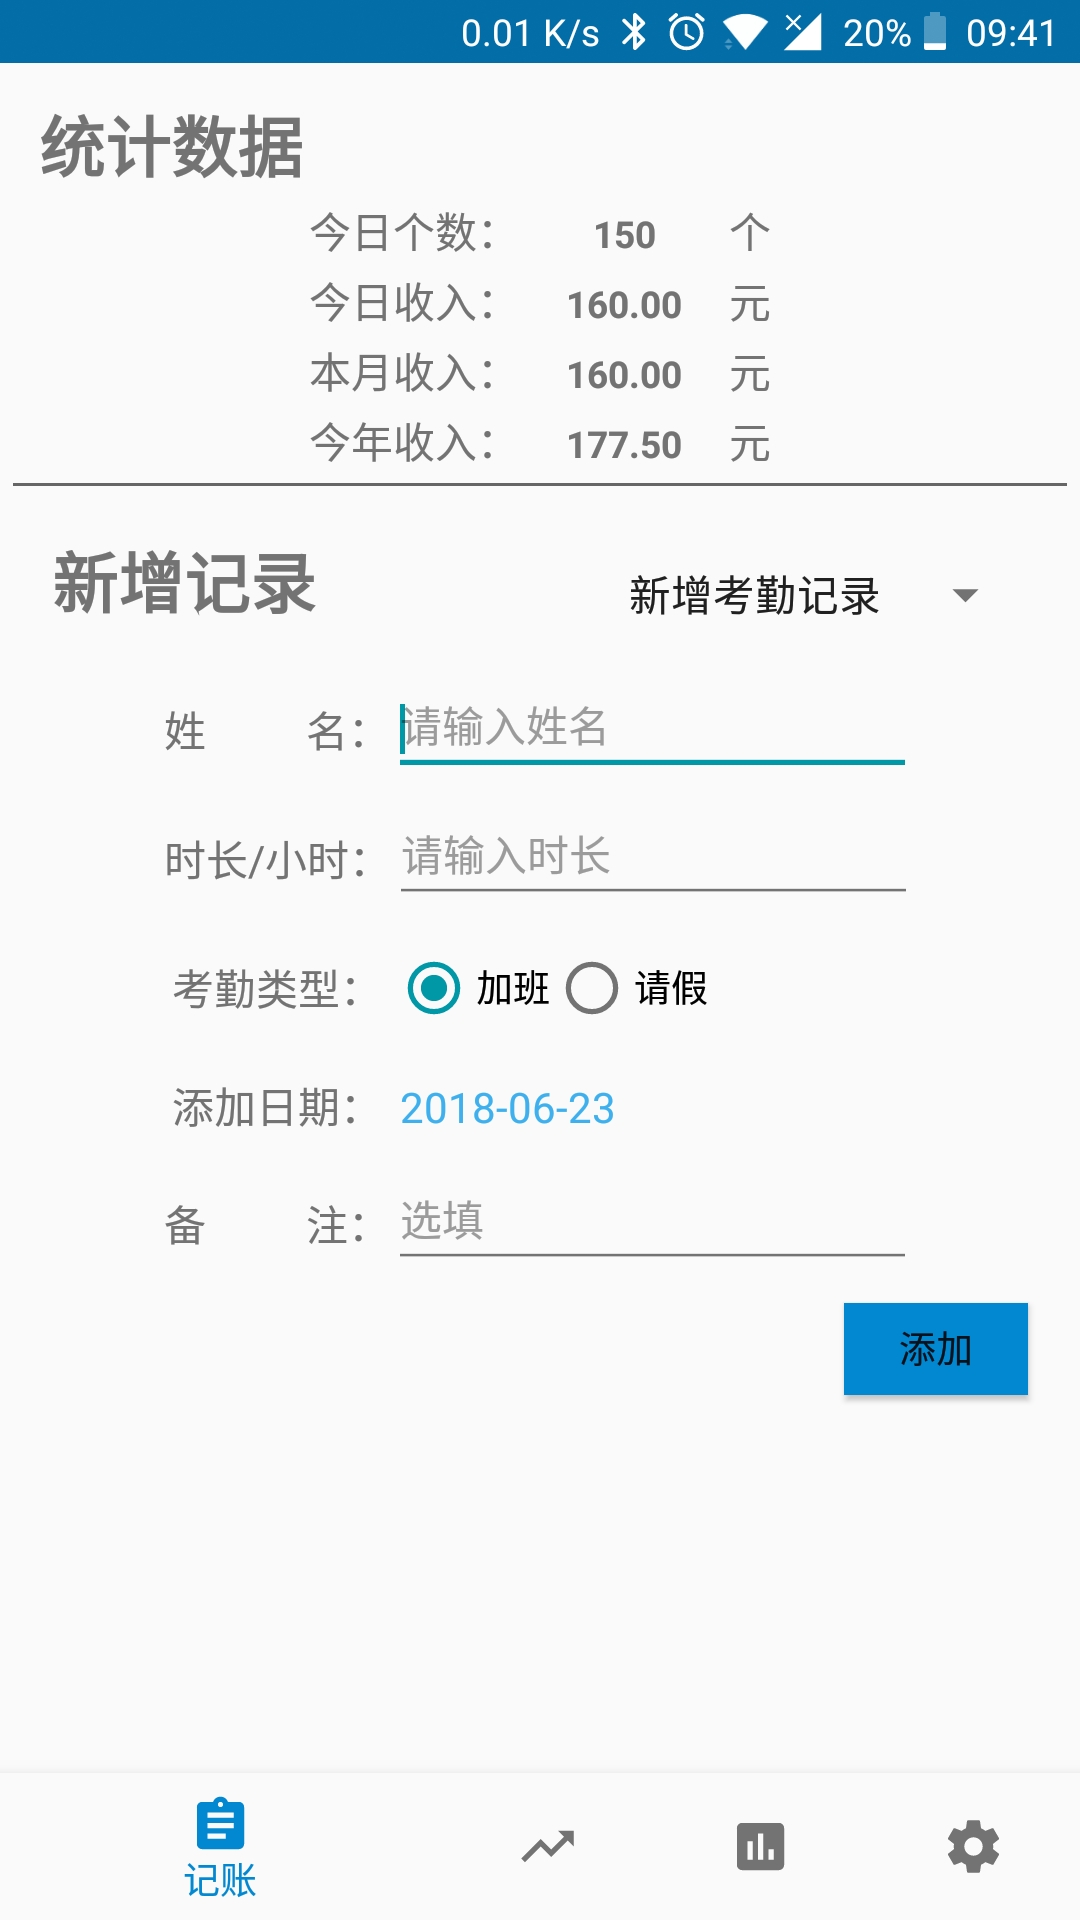 0.01 K/s 20% 09:41
统计数据
今日个数： 150 个
今日收入： 160.00 元
本月收入： 160.00 元
今年收入： 177.50 元
新增记录 新增考勤记录
姓 名： 请输入姓名
时长/小时： 请输入时长
考勤类型： 加班 请假
添加日期： 2018-06-23
备 注： 选填
添加
记账